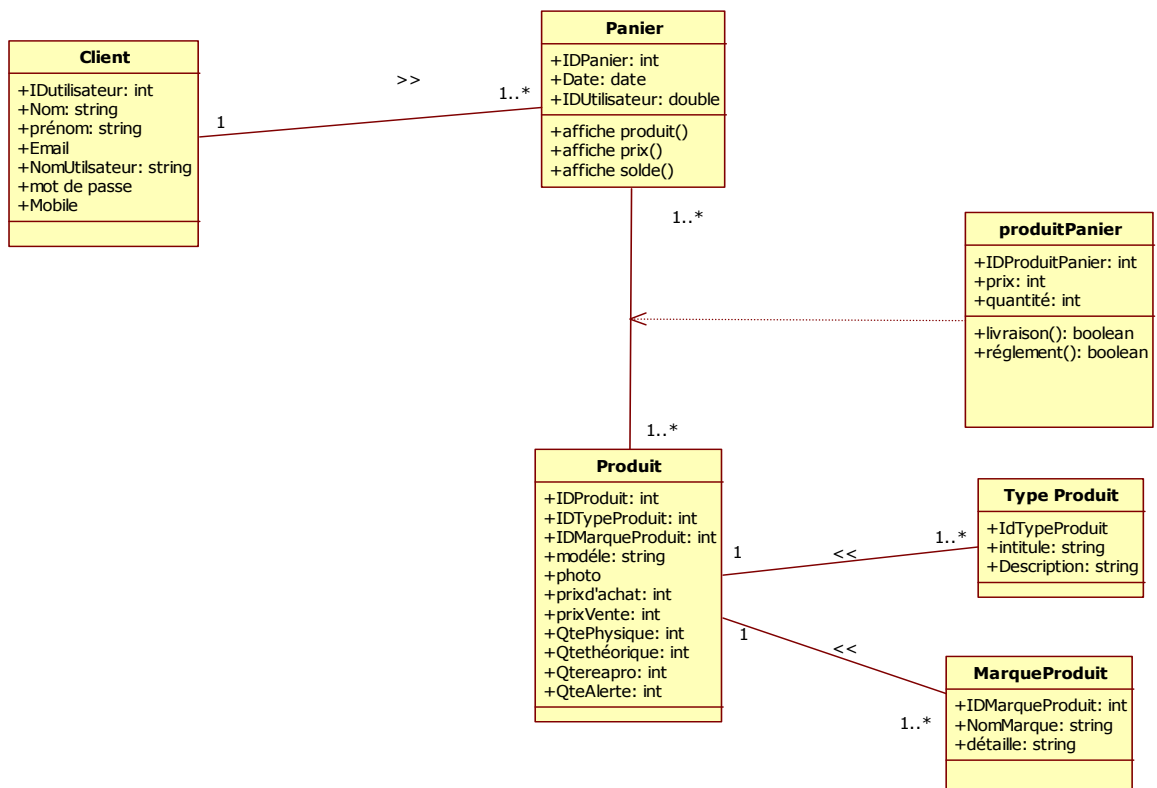 Client
+IDutilisateur: int
+Nom: string
+prénom: string
+Email
+NomUtilsateur: string
+mot de passe
+Mobile
1
>>
1..*
Panier
+IDPanier: int
+Date: date
+IDUtilisateur: double
+affiche produit()
+affiche prix()
+affiche solde()
1..*
produitPanier
+IDProduitPanier: int
+prix: int
+quantité: int
+livraison(): boolean
+réglement(): boolean
1..*
Produit
+IDProduit: int
+IDTypeProduit: int
+IDMarqueProduit: int
+modéle: string
+photo
+prixd'achat: int
+prixVente: int
+QtePhysique: int
+Qtethéorique: int
+Qtereapro: int
+QteAlerte: int
1
<<
1..*
Type Produit
+IdTypeProduit
+intitule: string
+Description: string
1
<<
1..*
MarqueProduit
+IDMarqueProduit: int
+NomMarque: string
+détaille: string